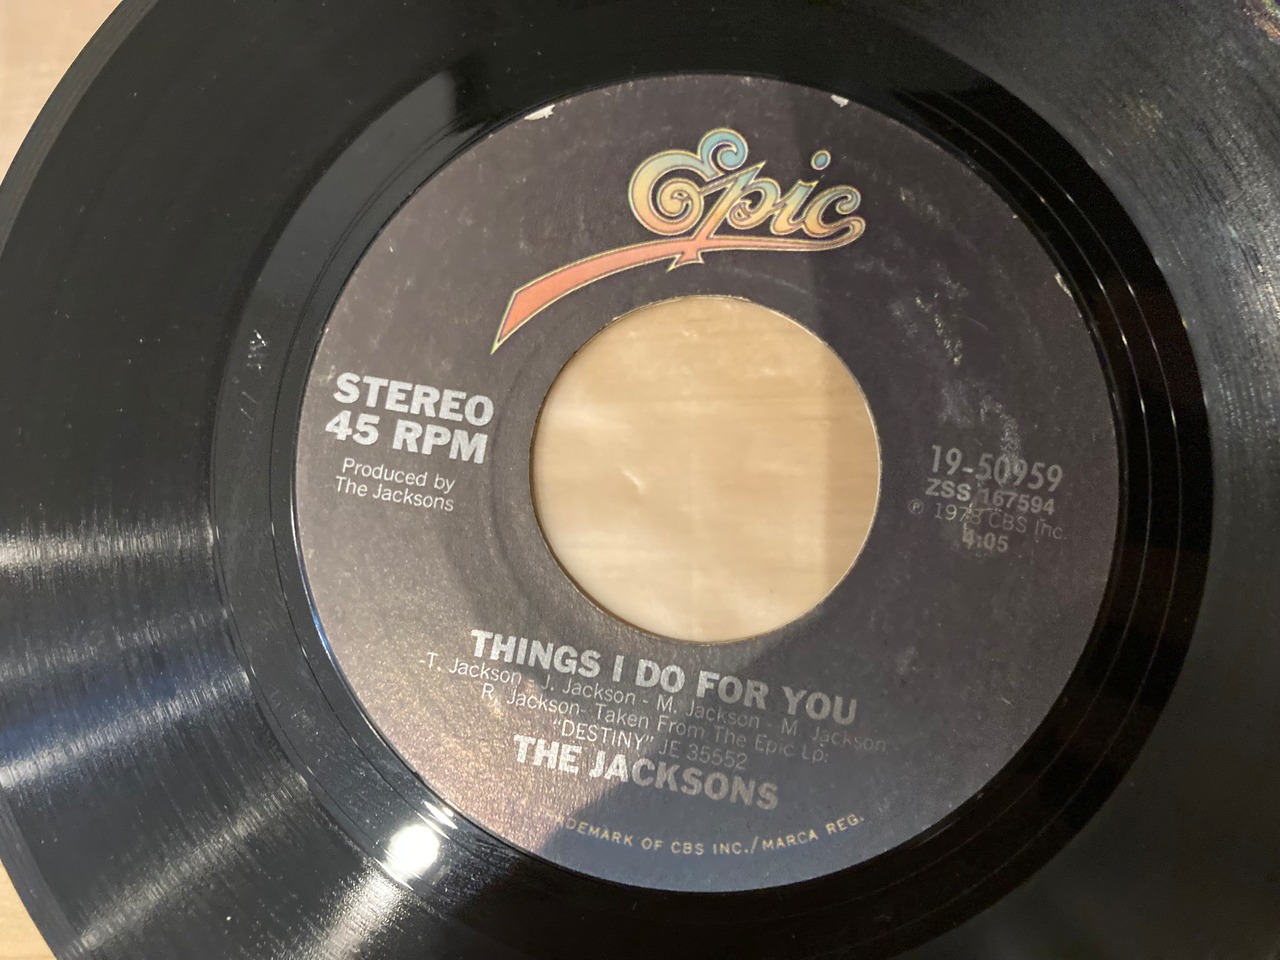 Epic
STEREO
45 RPM
Produced by
The Jacksons
19-50959
ZSS 167594
℗ 1978 CBS Inc.
4:05
THINGS I DO FOR YOU
-T. Jackson - J. Jackson - M. Jackson - M. Jackson
R. Jackson- Taken From The Epic Lp:
"DESTINY" JE 35552
THE JACKSONS
OF CBS INC./MARCA REG.